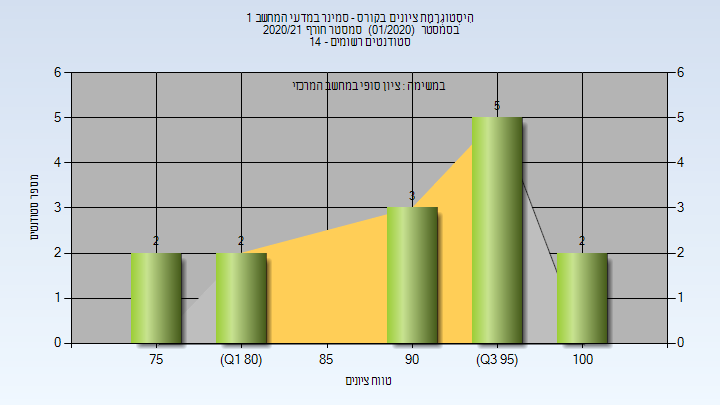 היסטוגרמת ציונים בקורס - סמינר במדעי המחשב 1
בסמסטר (01/2020) סמסטר חורף 2020/21
סטודנטים רשומים - 14
במשימה : ציון סופי במחשב המרכזי
מספר סטודנטים
6 6
5 5
4 4
3 3
2 2
1 1
0 0
2 2 3 5 2
75 (Q1 80) 85 90 (Q3 95) 100
טווח ציונים